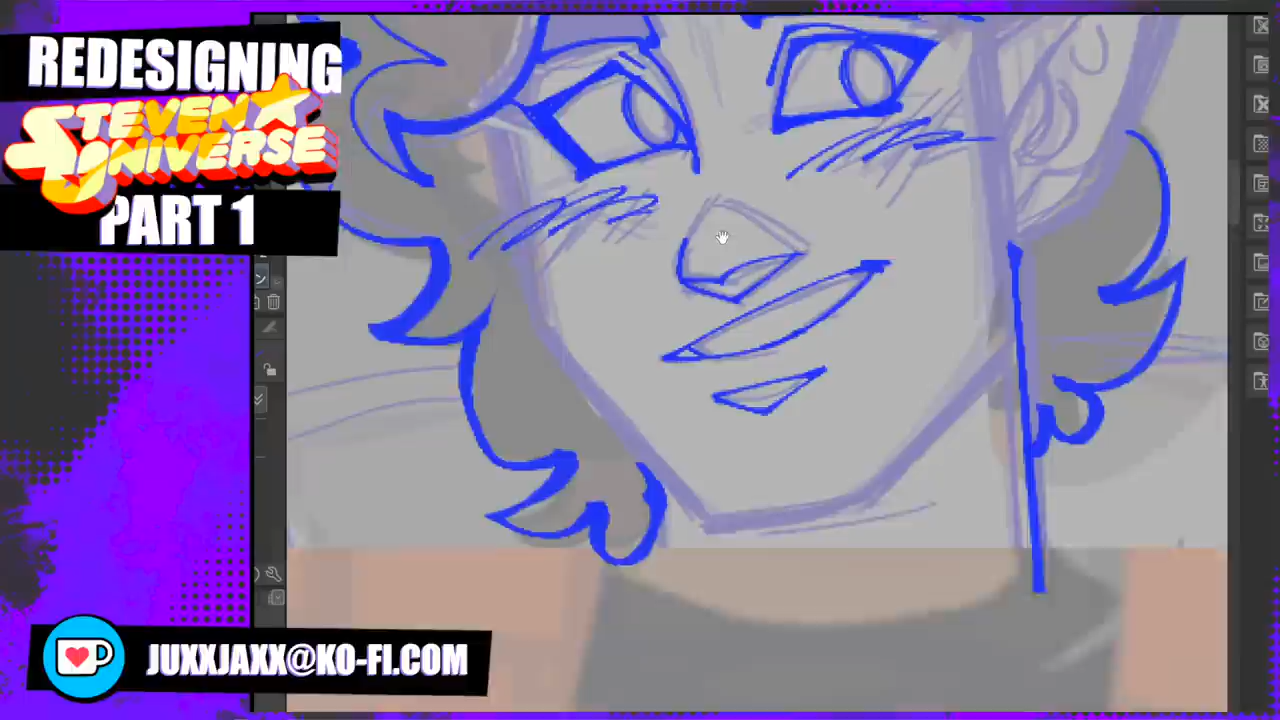 REDESIGNING
STEVEN
UNIVERSE
PART 1
JUXXJAXX@KO-FI.COM